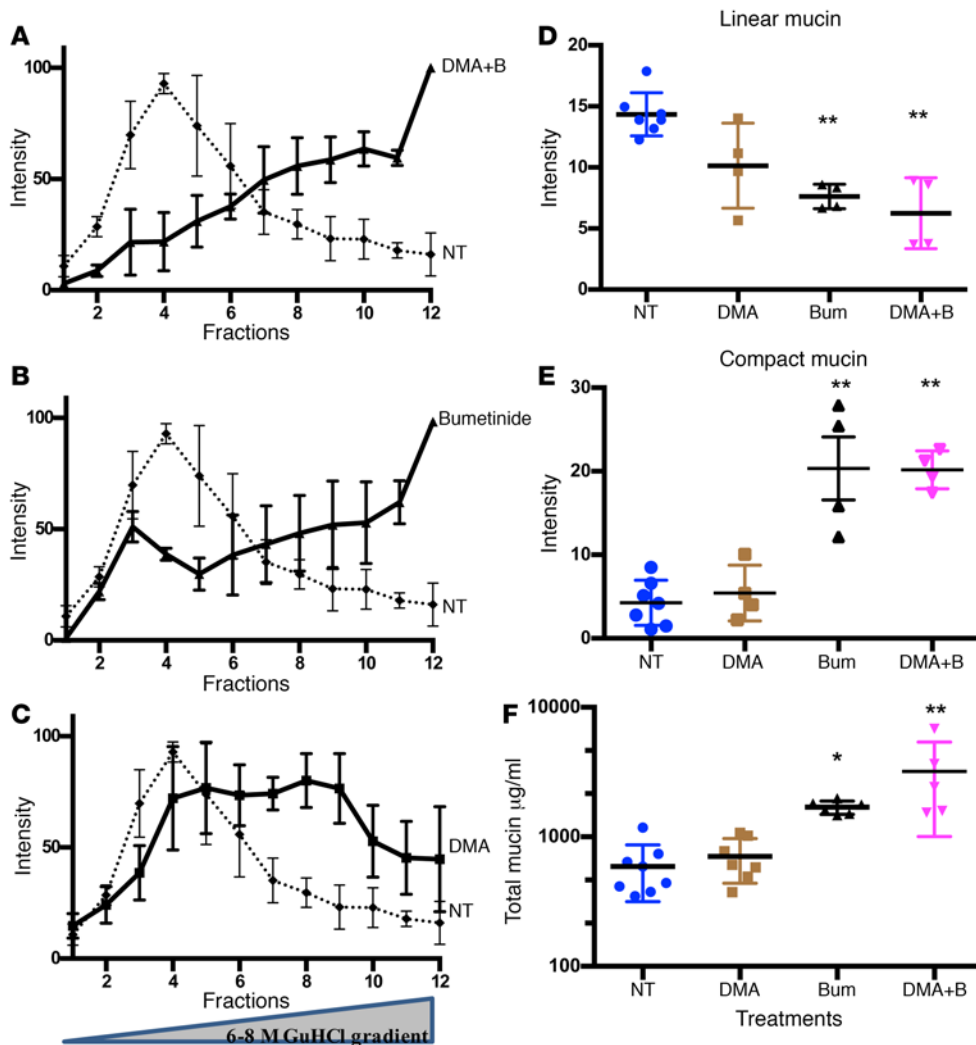 A
100
50
0
Intensity
DMA+B
NT
2 4 6 8 10 12
Fractions
B
100
50
0
Intensity
Bumetinide
NT
2 4 6 8 10 12
Fractions
C
100
50
0
Intensity
DMA
NT
2 4 6 8 10 12
Fractions
6-8 M GuHCl gradient
D
Linear mucin
20
15
10
5
0
Intensity
** **
NT DMA Bum DMA+B
E
Compact mucin
30
20
10
0
Intensity
** **
NT DMA Bum DMA+B
F
10000
1000
100
Total mucin µg/ml
* **
NT DMA Bum DMA+B
Treatments